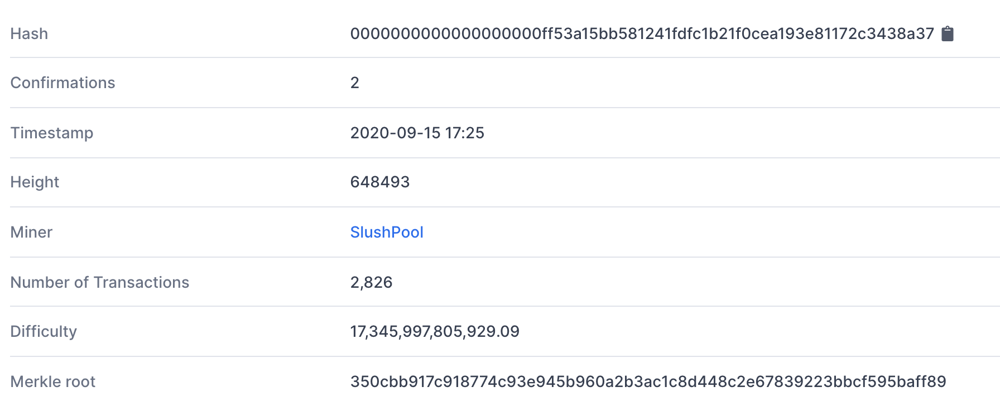 Hash 0000000000000000000ff53a15bb581241fdfc1b21f0cea193e81172c3438a37
Confirmations 2
Timestamp 2020-09-15 17:25
Height 648493
Miner SlushPool
Number of Transactions 2,826
Difficulty 17,345,997,805,929.09
Merkle root 350cbb917c918774c93e945b960a2b3ac1c8d448c2e67839223bbcf595baff89